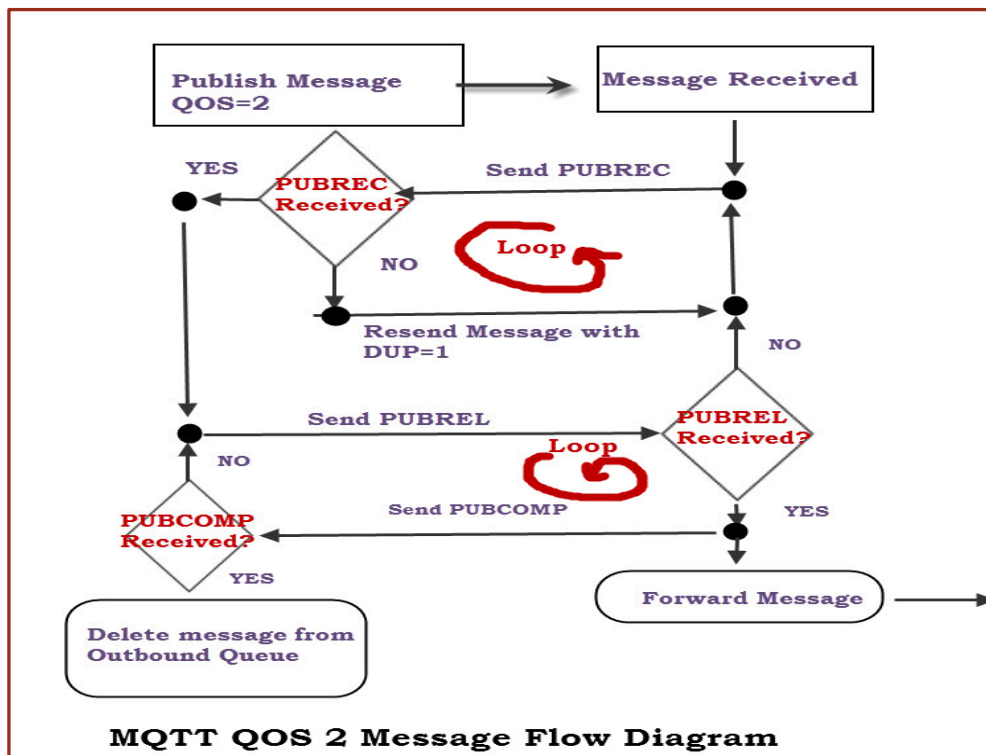 Publish Message
QOS=2
Message Received
YES
Send PUBREC
PUBREC
Received?
Loop
NO
Resend Message with
DUP=1
NO
Send PUBREL
PUBREL
Received?
Loop
NO
Send PUBCOMP
YES
PUBCOMP
Received?
YES
Forward Message
Delete message from
Outbound Queue
MQTT QOS 2 Message Flow Diagram